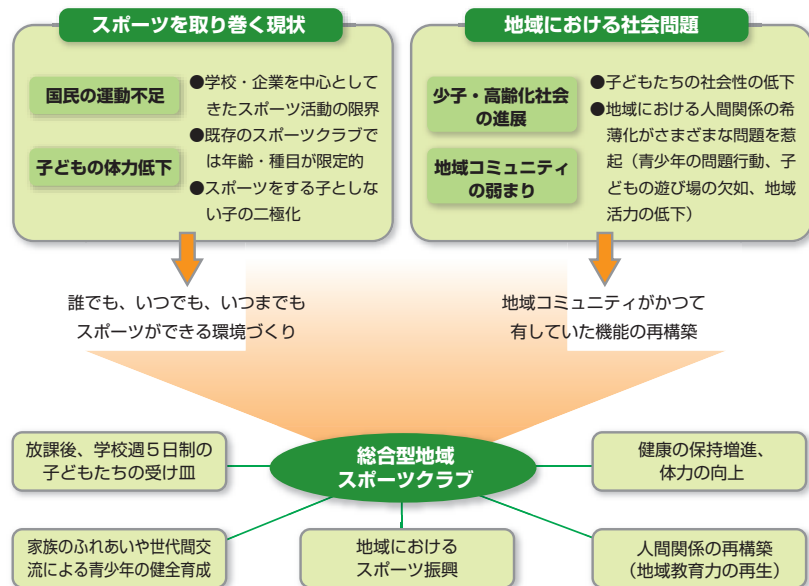 スポーツを取り巻く現状
国民の運動不足
子どもの体力低下
●学校・企業を中心として
きたスポーツ活動の限界
●既存のスポーツクラブで
は年齢・種目が限定的
●スポーツをする子としな
い子の二極化
地域における社会問題
少子・高齢化社会
の進展
地域コミュニティ
の弱まり
●子どもたちの社会性の低下
●地域における人間関係の希
薄化がさまざまな問題を惹
起(青少年の問題行動、子
どもの遊び場の欠如、地域
活力の低下)
誰でも、いつでも、いつまでも
スポーツができる環境づくり
地域コミュニティがかつて
有していた機能の再構築
総合型地域
スポーツクラブ
放課後、学校週5日制の
子どもたちの受け皿
健康の保持増進、
体力の向上
家族のふれあいや世代間交
流による青少年の健全育成
地域における
スポーツ振興
人間関係の再構築
(地域教育力の再生)